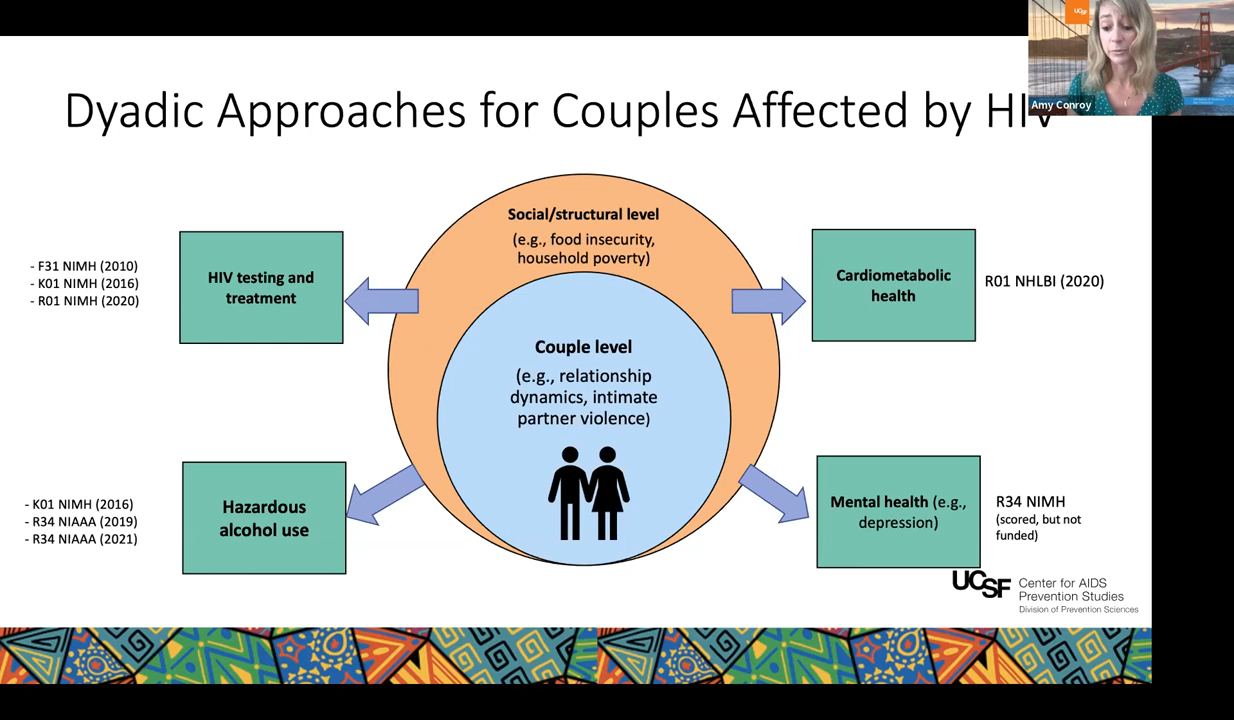 UCSF
Amy Conroy
Dyadic Approaches for Couples Affected by HIV
Social/structural level
(e.g., food insecurity,
household poverty)
Couple level
(e.g., relationship
dynamics, intimate
partner violence)
- F31 NIMH (2010)
- K01 NIMH (2016)
- R01 NIMH (2020)
HIV testing and
treatment
Cardiometabolic
health
R01 NHLBI (2020)
- K01 NIMH (2016)
- R34 NIAAA (2019)
- R34 NIAAA (2021)
Hazardous
alcohol use
Mental health (e.g.,
depression)
R34 NIMH
(scored, but not
funded)
UCSF
Center for AIDS
Prevention Studies
Division of Prevention Sciences